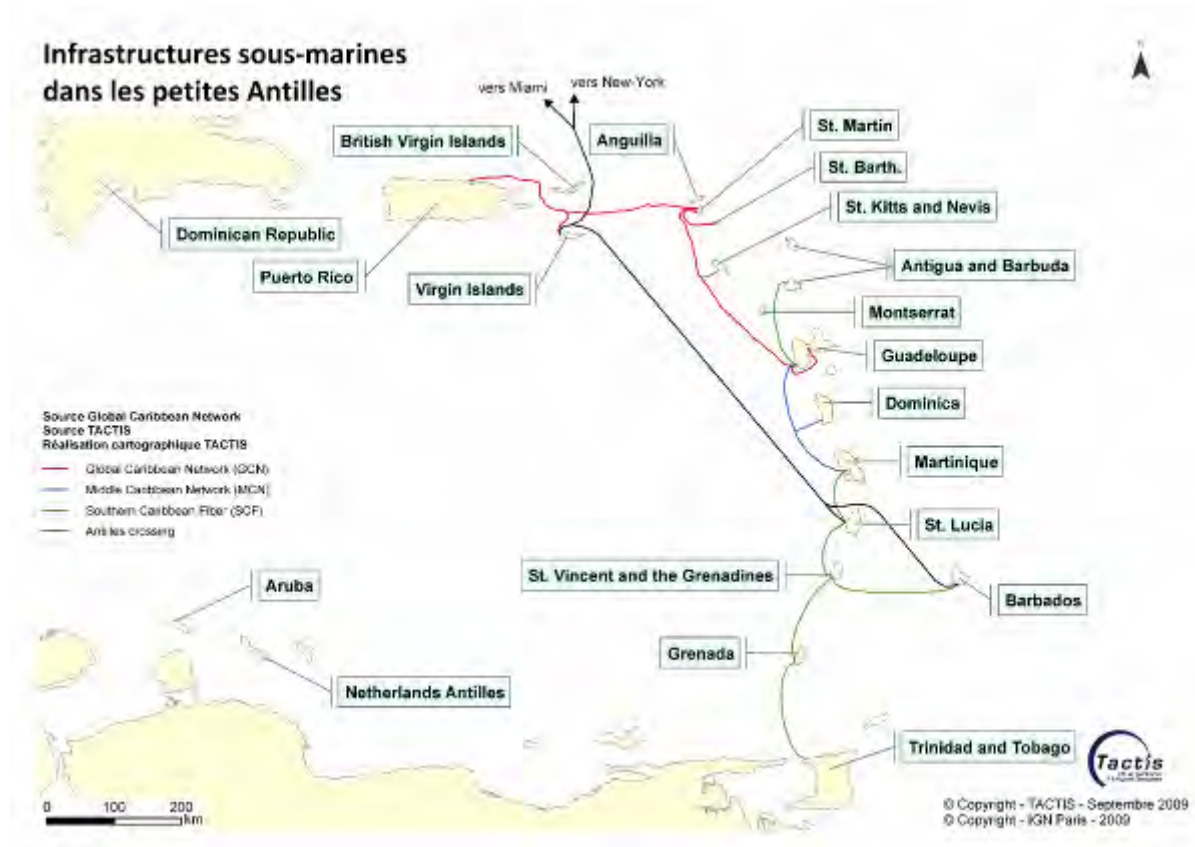 Infrastructures sous-marines
dans les petites Antilles
vers Miami
vers New-York
N
British Virgin Islands
Anguilla
St. Martin
St. Barth.
St. Kitts and Nevis
Dominican Republic
Puerto Rico
Virgin Islands
Antigua and Barbuda
Montserrat
Guadeloupe
Dominica
Martinique
St. Lucia
Source Global Caribbean Network
Source TACTIS
Réalisation cartographique TACTIS
Global Caribbean Network (GCN)
Middle Caribbean Network (MCN)
Southern Caribbean Fiber (SCF)
Antilles crossing
Aruba
St. Vincent and the Grenadines
Barbados
Grenada
Netherlands Antilles
Trinidad and Tobago
Tactis
0 100 200
km
© Copyright - TACTIS - Septembre 2009
© Copyright - IGN Paris - 2009